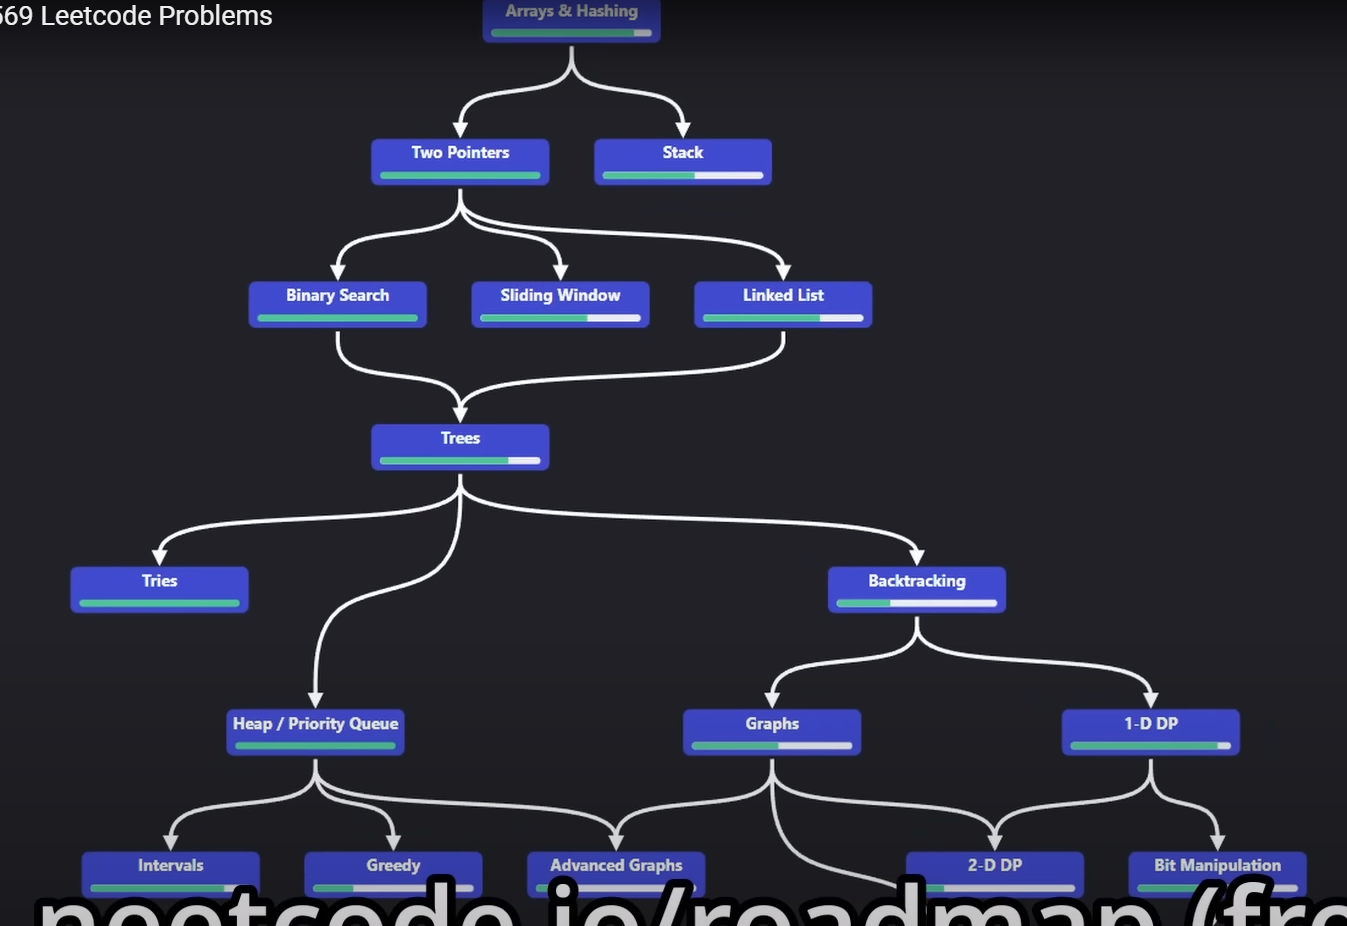 569 Leetcode Problems
Arrays & Hashing
Two Pointers
Stack
Binary Search
Sliding Window
Linked List
Trees
Tries
Backtracking
Heap / Priority Queue
Graphs
1-D DP
Intervals
Greedy
Advanced Graphs
2-D DP
Bit Manipulation
neetcode.io/roadmap